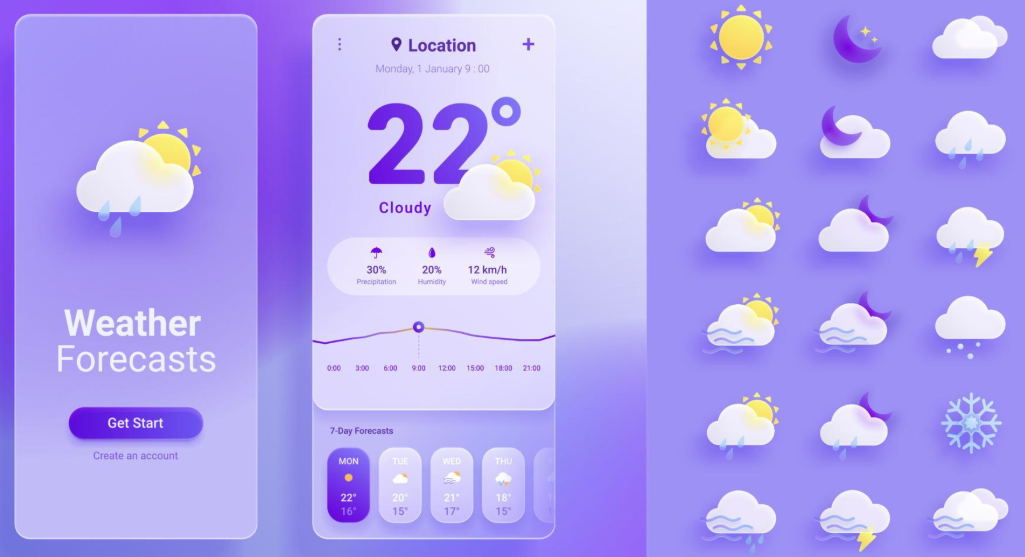 Weather
Forecasts
Get Start
Create an account
Location
Monday, 1 January 9 : 00
22°
Cloudy
30% 20% 12 km/h
Precipitation Humidity Wind speed
0:00 3:00 6:00 9:00 12:00 15:00 18:00 21:00
7-Day Forecasts
MON TUE WED THU
22° 20° 21° 18°
16° 15° 17° 15°